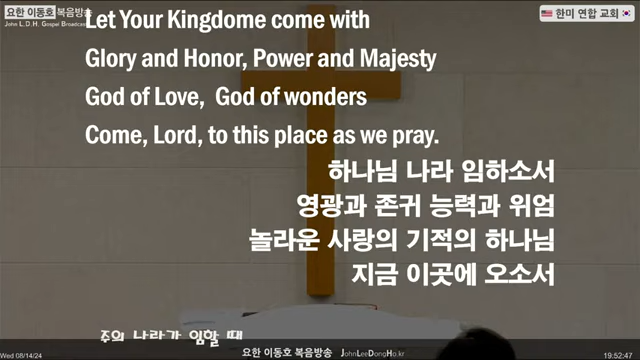 요한 이동호 복음방송
John L.D.H. Gospel Broadcast
🇺🇸 한미 연합 교회 🇰🇷
Let Your Kingdome come with
Glory and Honor, Power and Majesty
God of Love, God of wonders
Come, Lord, to this place as we pray.
하나님 나라 임하소서
영광과 존귀 능력과 위엄
놀라운 사랑의 기적의 하나님
지금 이곳에 오소서
주의 나라가 임할 때
Wed 08/14/24
요한 이동호 복음방송 JohnLeeDongHo.kr
19:52:47